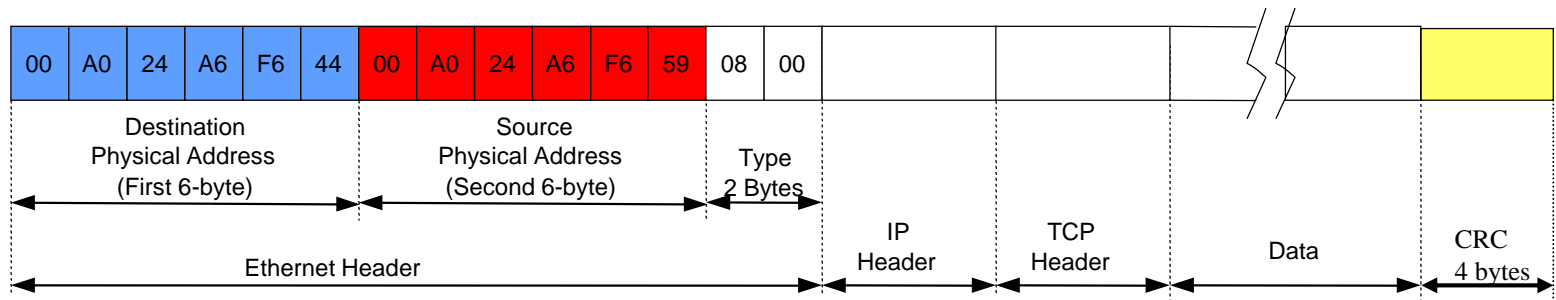 00 A0 24 A6 F6 44 00 A0 24 A6 F6 59 08 00
Destination
Physical Address
(First 6-byte)
Source
Physical Address
(Second 6-byte)
Type
2 Bytes
Ethernet Header
IP
Header
TCP
Header
Data
CRC
4 bytes